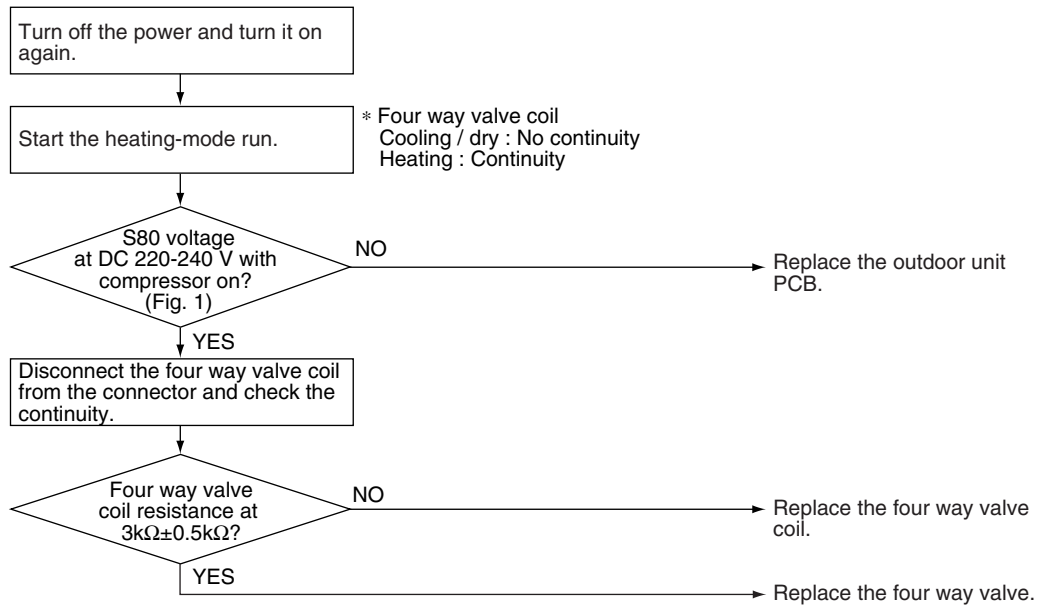 Turn off the power and turn it on
again.
Start the heating-mode run.
* Four way valve coil
Cooling / dry : No continuity
Heating : Continuity
S80 voltage
at DC 220-240 V with
compressor on?
(Fig. 1)
NO
Replace the outdoor unit
PCB.
YES
Disconnect the four way valve coil
from the connector and check the
continuity.
Four way valve
coil resistance at
3kΩ±0.5kΩ?
NO
Replace the four way valve
coil.
YES
Replace the four way valve.